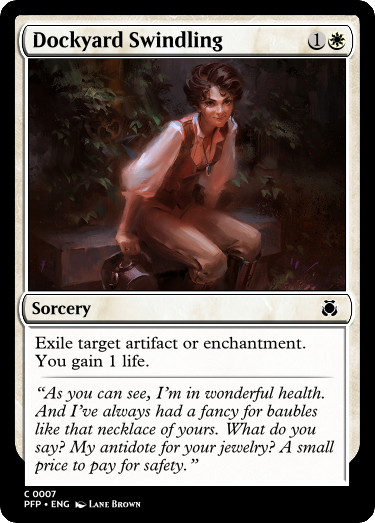 Dockyard Swindling 1
Sorcery
Exile target artifact or enchantment.
You gain 1 life.
“As you can see, I’m in wonderful health.
And I’ve always had a fancy for baubles
like that necklace of yours. What do you
say? My antidote for your jewelry? A small
price to pay for safety.”
C 0007
PFP • ENG Lane Brown